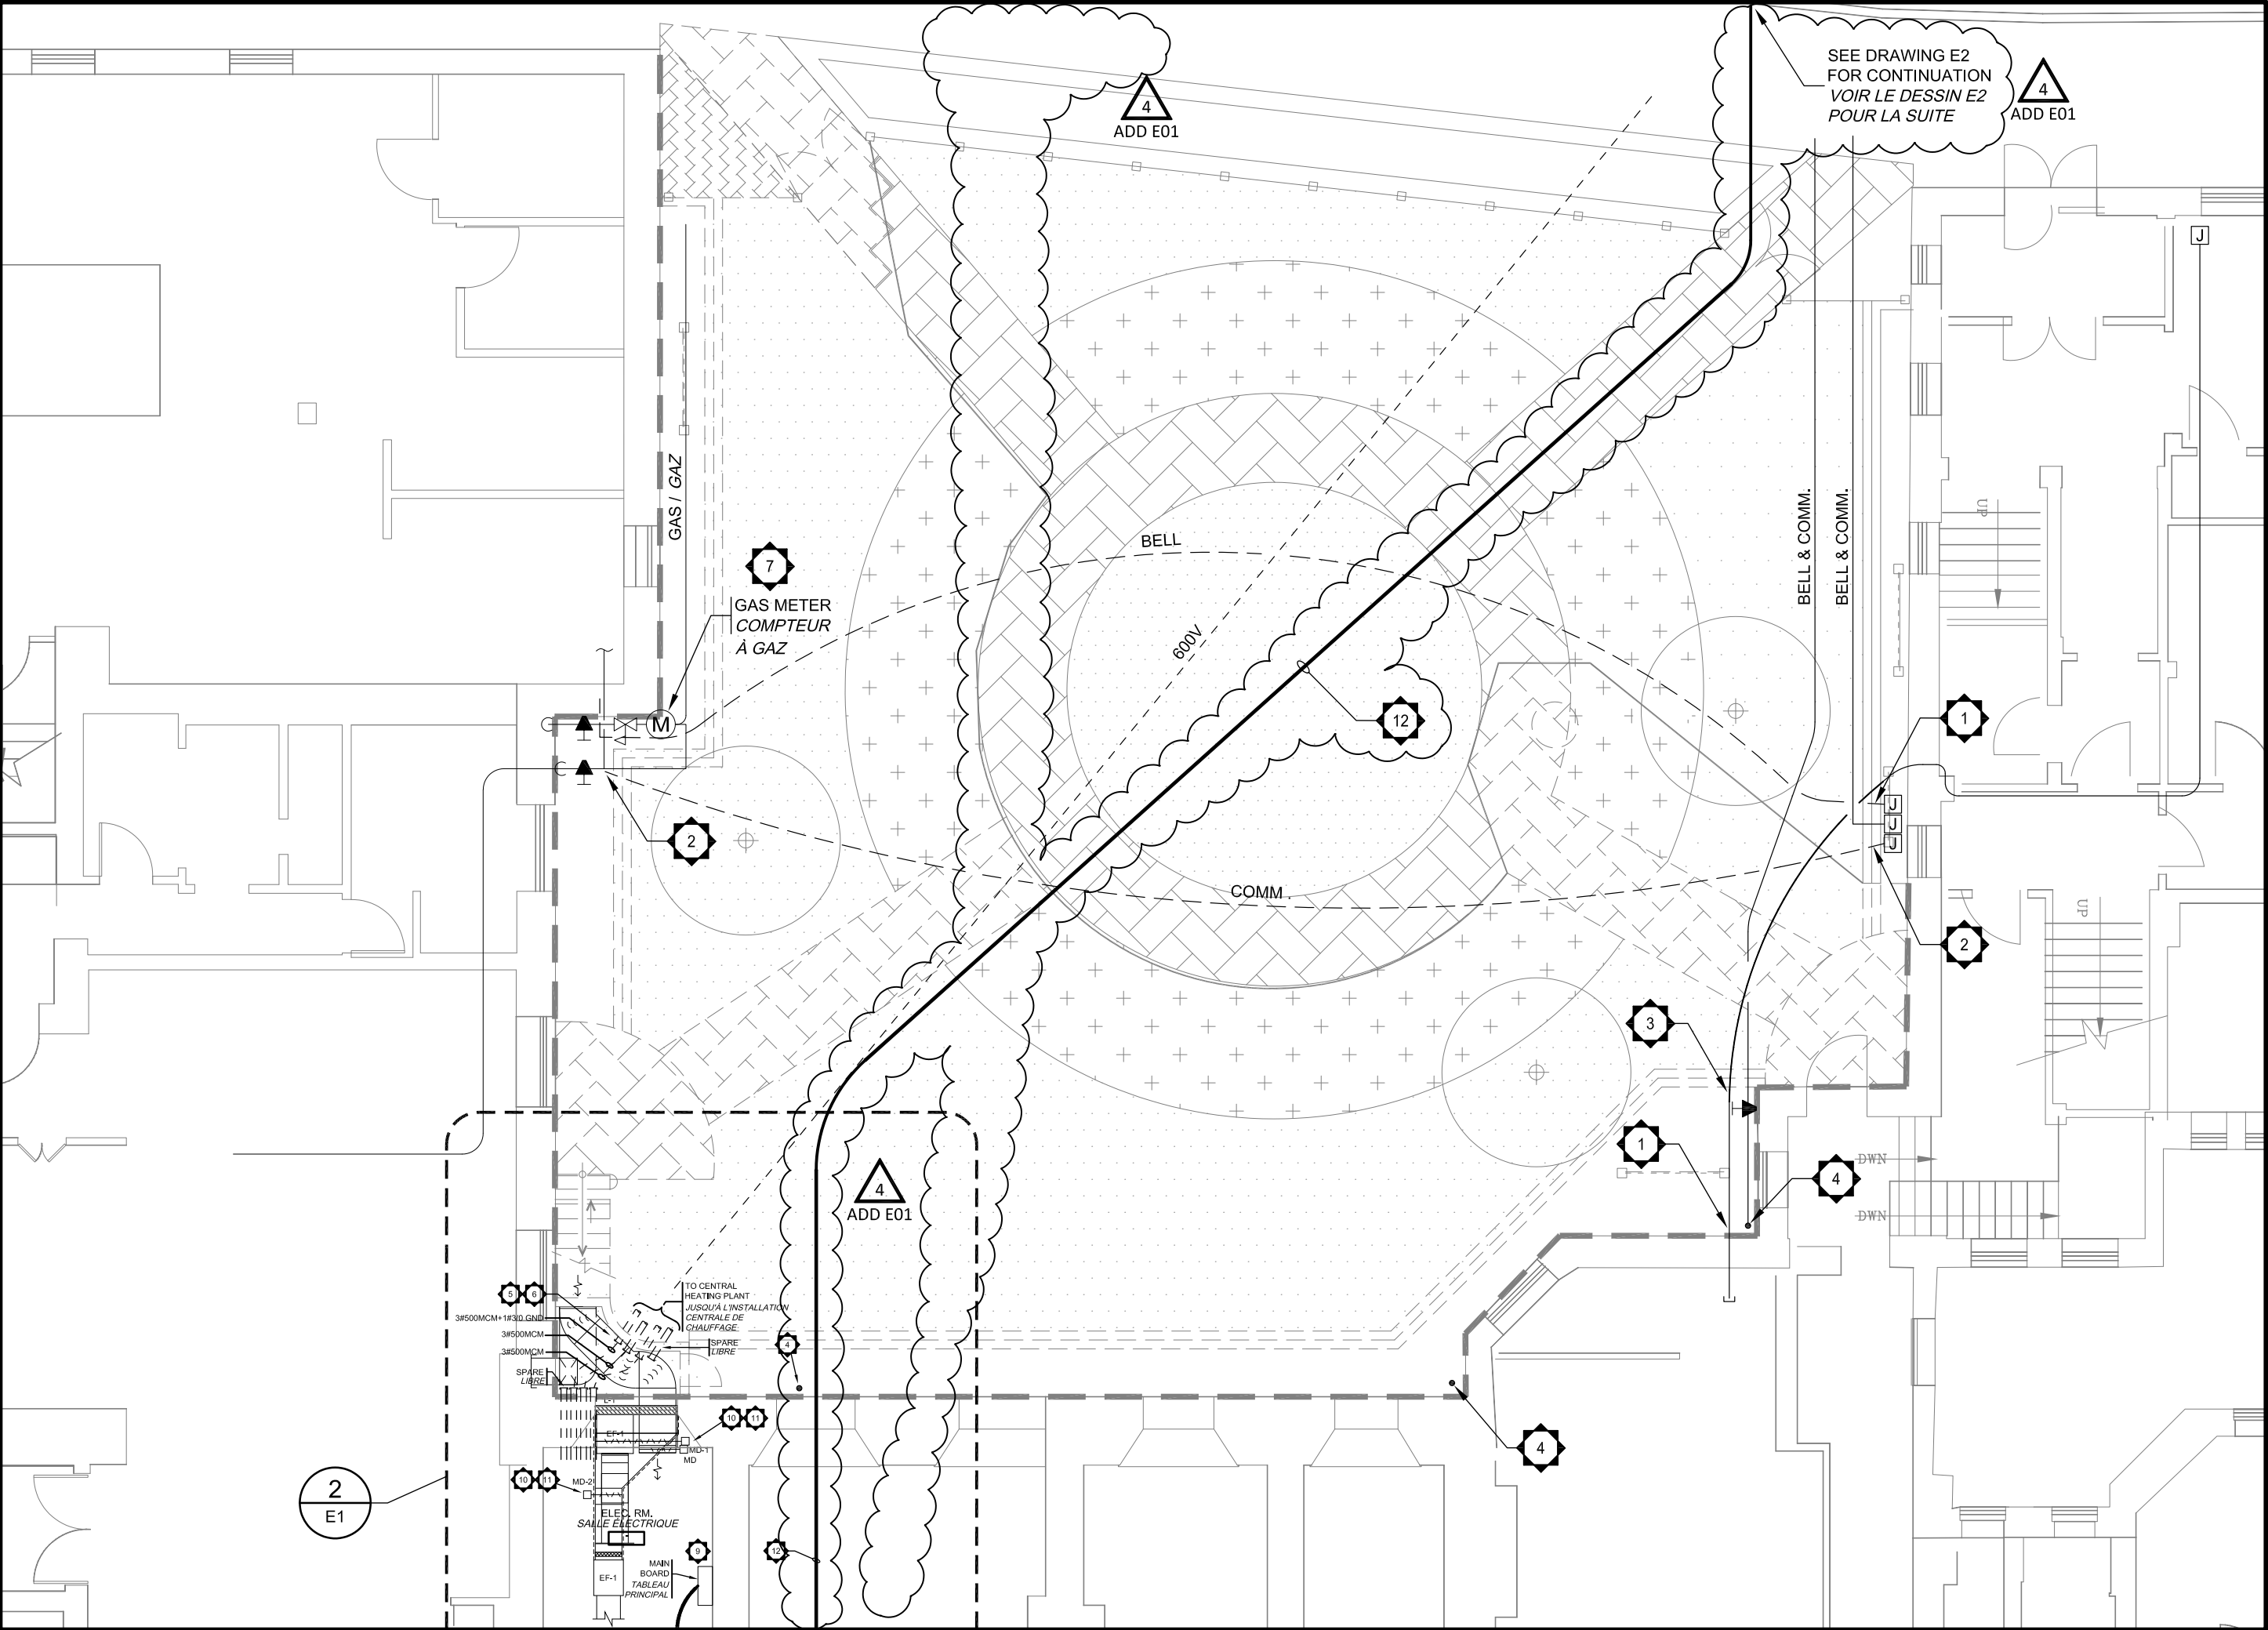 4
ADD E01
SEE DRAWING E2
FOR CONTINUATION
VOIR LE DESSIN E2
POUR LA SUITE
4
ADD E01
J
GAS / GAZ
BELL & COMM.
BELL & COMM.
UP
BELL
7
GAS METER
COMPTEUR
À GAZ
600V
12
1
M
J
J
J
2
COMM.
UP
2
3
1
4
DWN
DWN
4
ADD E01
TO CENTRAL
HEATING PLANT
JUSQU'À L'INSTALLATION
CENTRALE DE
CHAUFFAGE
5
6
3#500MCM+1#3/0 GND
3#500MCM
3#500MCM
SPARE
LIBRE
SPARE
LIBRE
4
L-1
10
11
EF-1
MD-1
MD
4
10
11
MD-2
2
E1
ELEC. RM.
SALLE ÉLECTRIQUE
9
12
MAIN
BOARD
TABLEAU
PRINCIPAL
EF-1